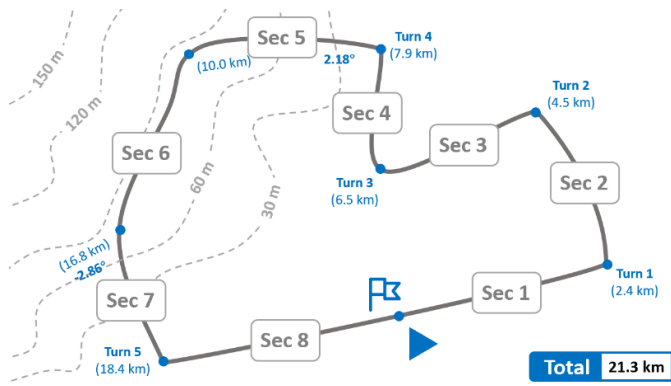 Sec 5
Turn 4
(7.9 km)
(10.0 km)
2.18°
150 m
120 m
60 m
30 m
Turn 2
(4.5 km)
Sec 4
Sec 3
Sec 6
Turn 3
(6.5 km)
Sec 2
(16.8 km)
-2.86°
Turn 1
(2.4 km)
Sec 7
Sec 1
Sec 8
Turn 5
(18.4 km)
Total 21.3 km